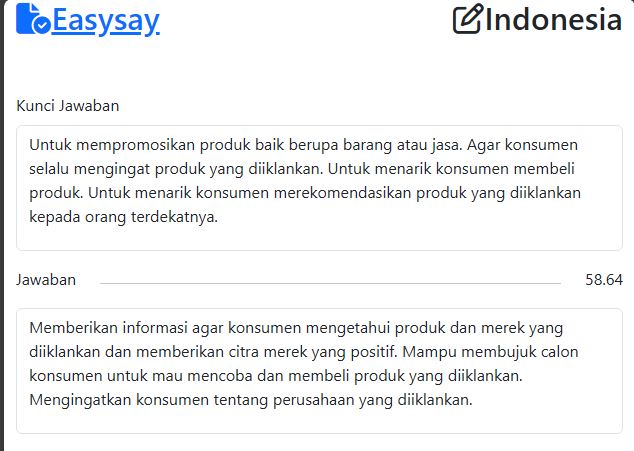 Easysay
Indonesia
Kunci Jawaban
Untuk mempromosikan produk baik berupa barang atau jasa. Agar konsumen
selalu mengingat produk yang diiklankan. Untuk menarik konsumen membeli
produk. Untuk menarik konsumen merekomendasikan produk yang diiklankan
kepada orang terdekatnya.
Jawaban 58.64
Memberikan informasi agar konsumen mengetahui produk dan merek yang
diiklankan dan memberikan citra merek yang positif. Mampu membujuk calon
konsumen untuk mau mencoba dan membeli produk yang diiklankan.
Mengingatkan konsumen tentang perusahaan yang diiklankan.